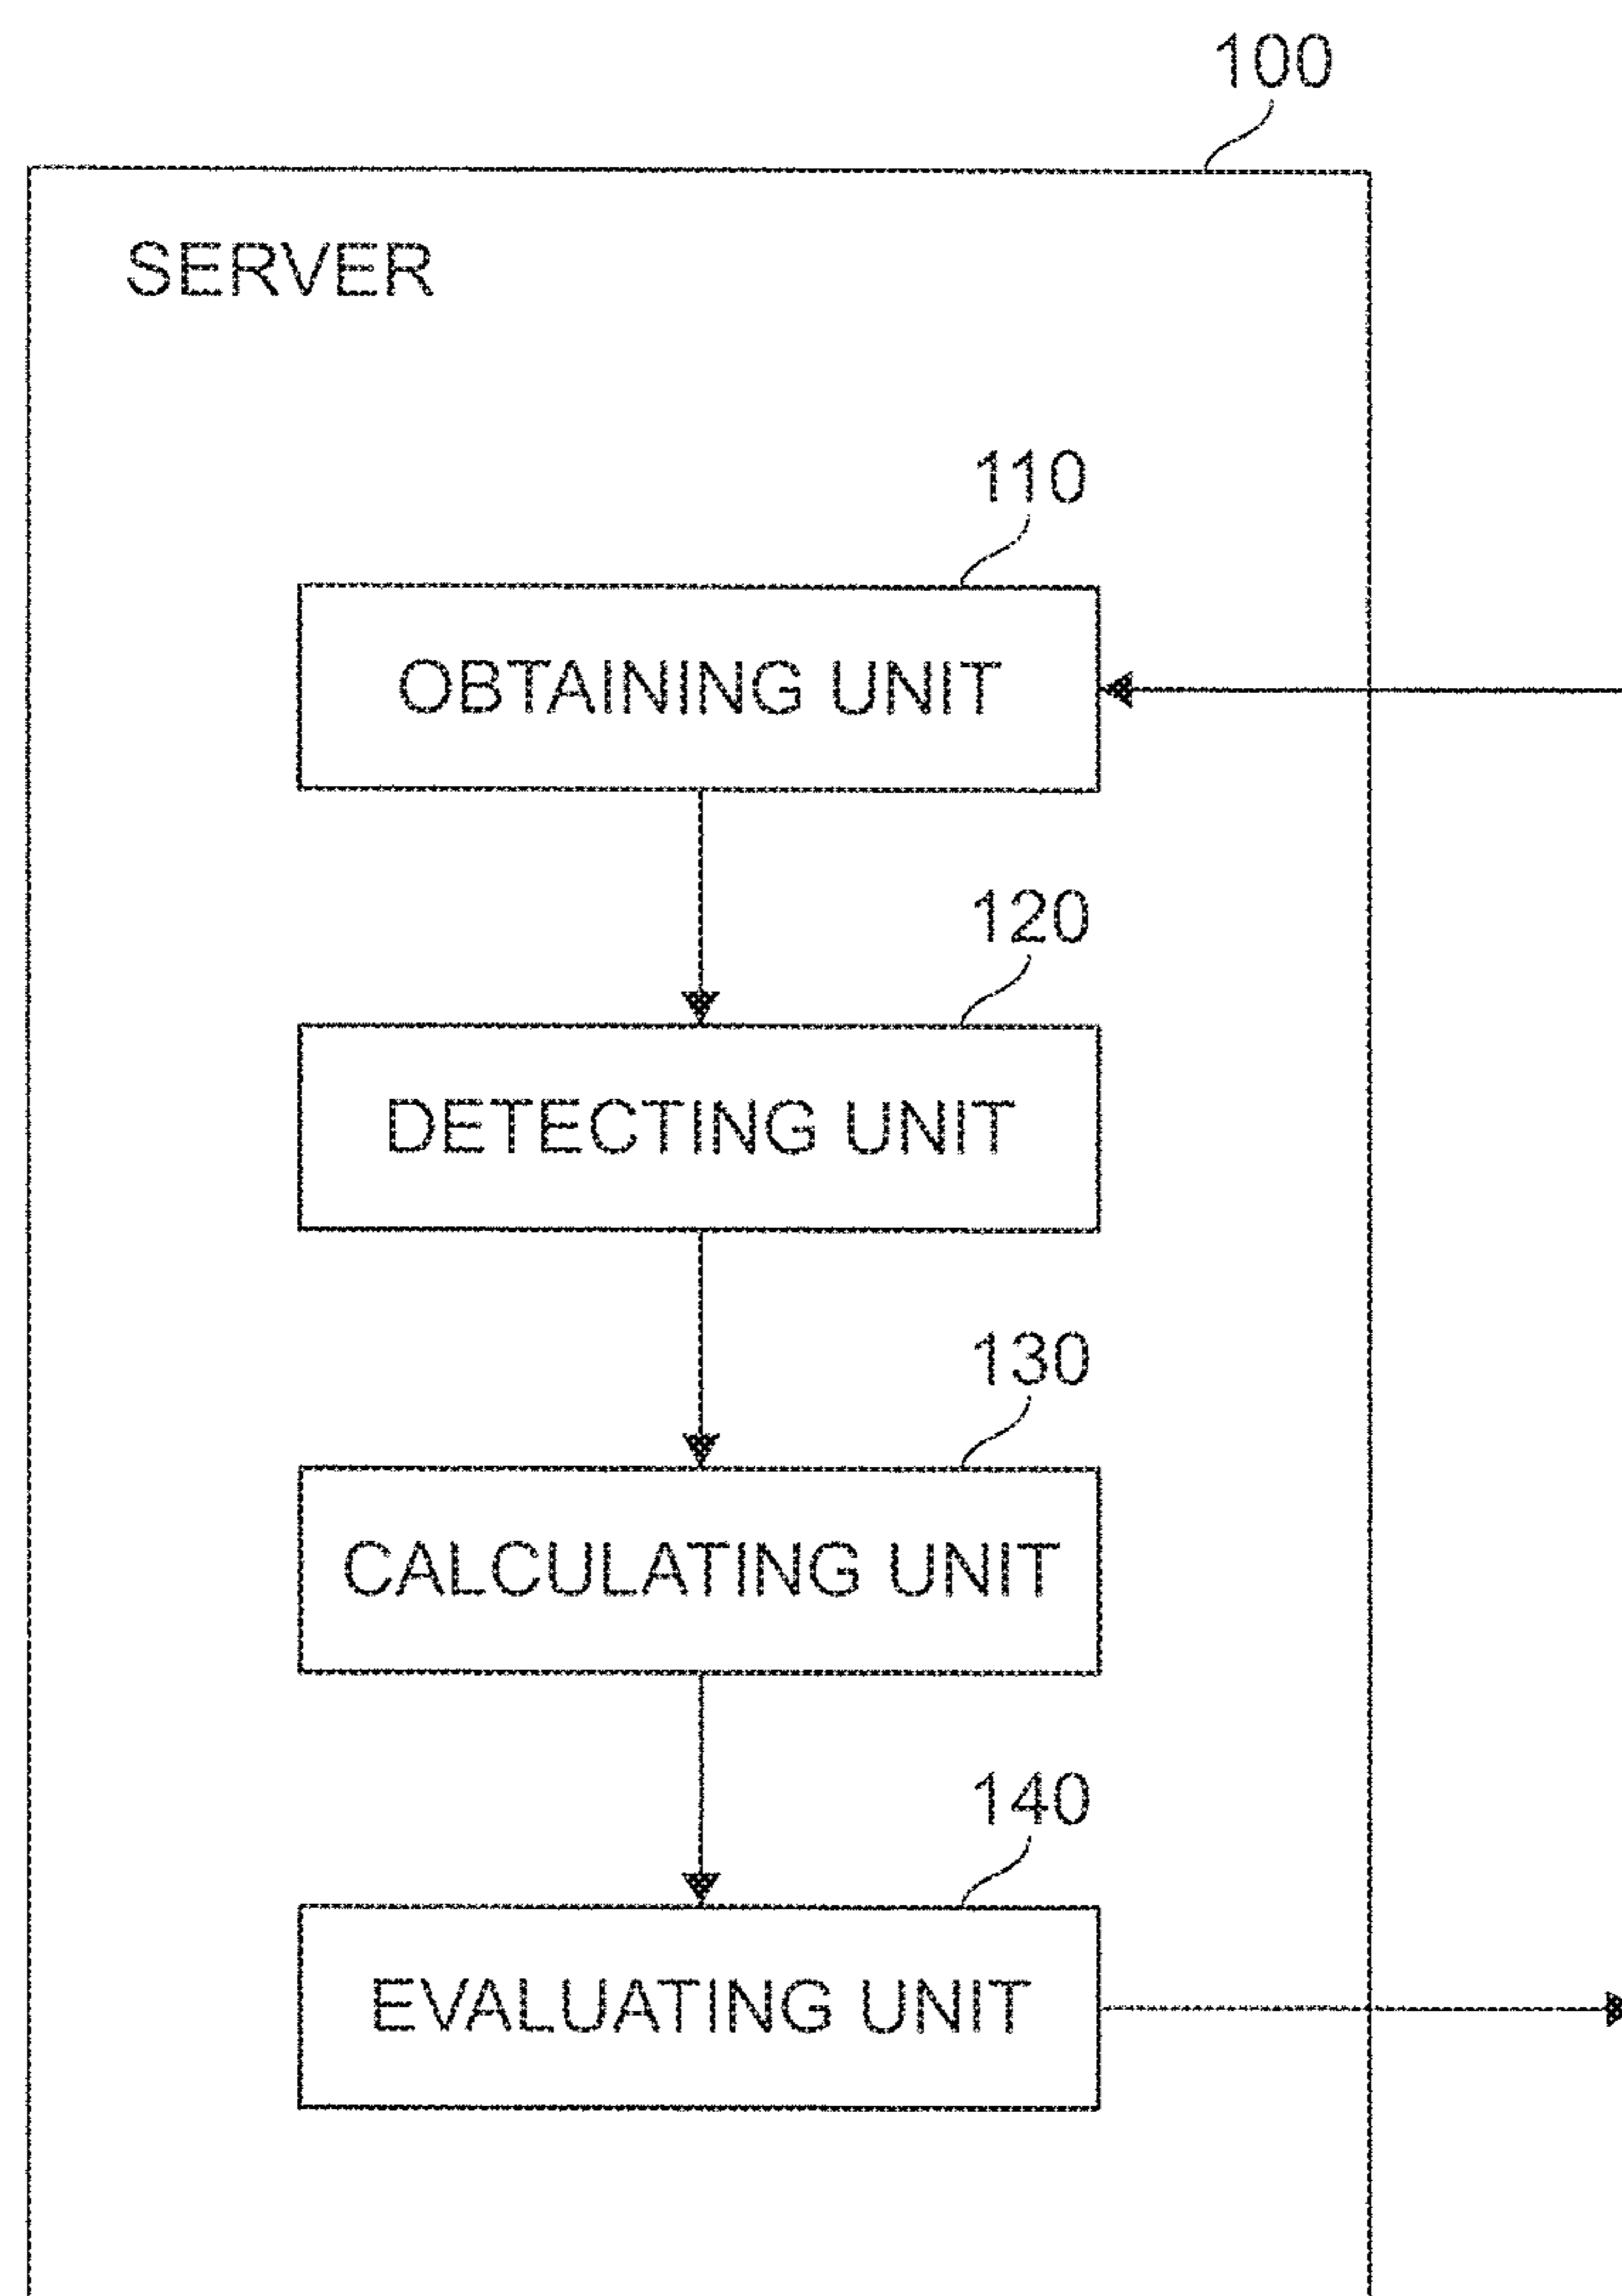 100
SERVER
110
OBTAINING UNIT
120
DETECTING UNIT
130
CALCULATING UNIT
140
EVALUATING UNIT